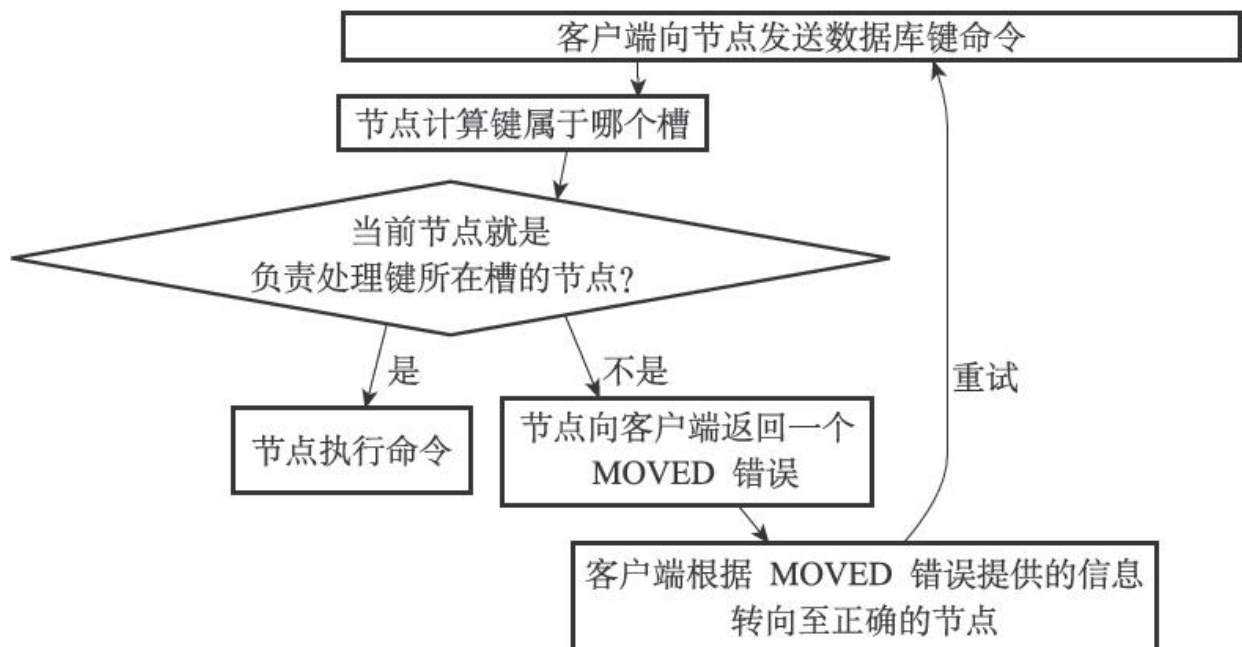 客户端向节点发送数据库键命令
节点计算键属于哪个槽
当前节点就是
负责处理键所在槽的节点？
是
不是
重试
节点执行命令
节点向客户端返回一个
MOVED 错误
客户端根据 MOVED 错误提供的信息
转向至正确的节点